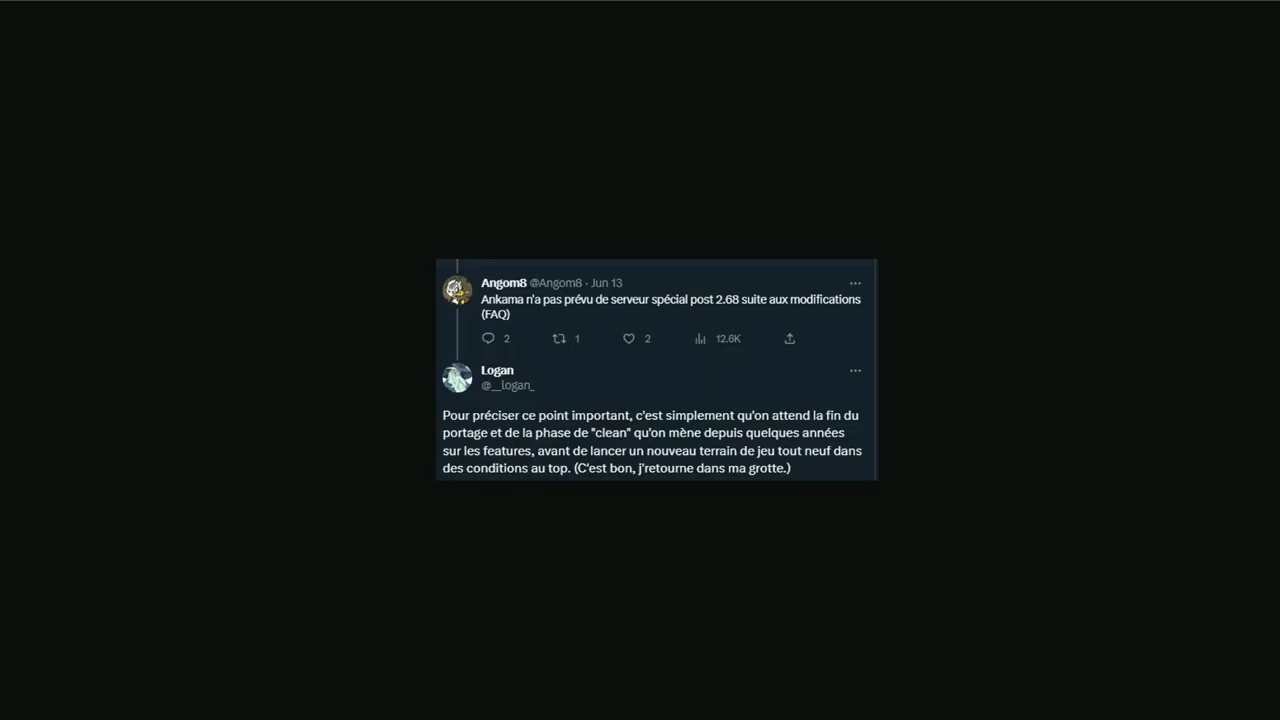 Angom8 @Angom8 · Jun 13 ...
Ankama n'a pas prévu de serveur spécial post 2.68 suite aux modifications
(FAQ)
2 1 2 12.6K
Logan ...
@__logan_
Pour préciser ce point important, c'est simplement qu'on attend la fin du
portage et de la phase de "clean" qu'on mène depuis quelques années
sur les features, avant de lancer un nouveau terrain de jeu tout neuf dans
des conditions au top. (C'est bon, j'retourne dans ma grotte.)